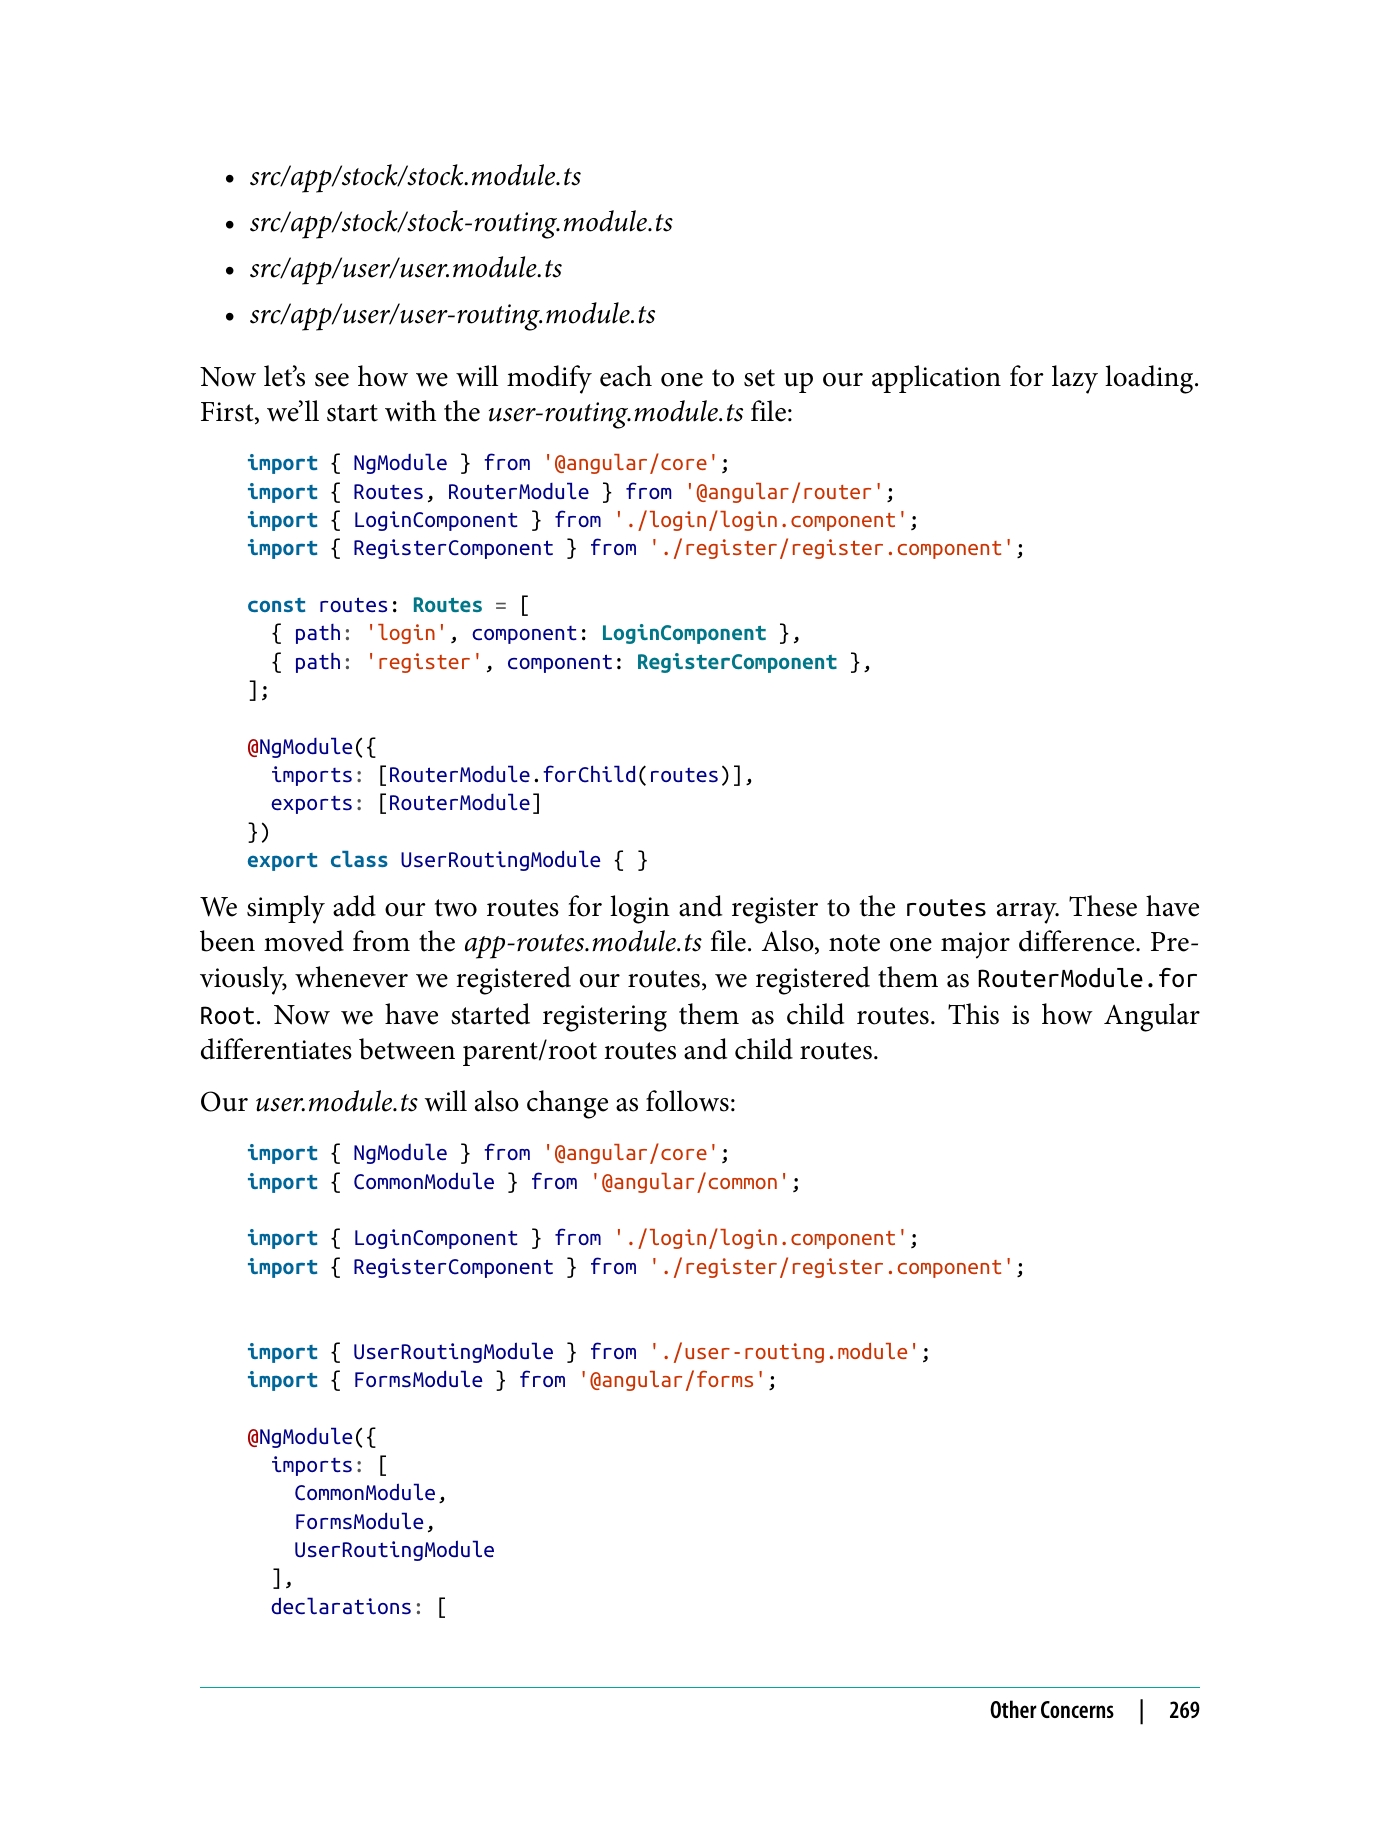 • src/app/stock/stock.module.ts
• src/app/stock/stock-routing.module.ts
• src/app/user/user.module.ts
• src/app/user/user-routing.module.ts
Now let’s see how we will modify each one to set up our application for lazy loading.
First, we’ll start with the user-routing.module.ts file:
import { NgModule } from '@angular/core';
import { Routes, RouterModule } from '@angular/router';
import { LoginComponent } from './login/login.component';
import { RegisterComponent } from './register/register.component';
const routes: Routes = [
  { path: 'login', component: LoginComponent },
  { path: 'register', component: RegisterComponent },
];
@NgModule({
  imports: [RouterModule.forChild(routes)],
  exports: [RouterModule]
})
export class UserRoutingModule { }
We simply add our two routes for login and register to the routes array. These have
been moved from the app-routes.module.ts file. Also, note one major difference. Pre-
viously, whenever we registered our routes, we registered them as RouterModule.for
Root. Now we have started registering them as child routes. This is how Angular
differentiates between parent/root routes and child routes.
Our user.module.ts will also change as follows:
import { NgModule } from '@angular/core';
import { CommonModule } from '@angular/common';
import { LoginComponent } from './login/login.component';
import { RegisterComponent } from './register/register.component';
import { UserRoutingModule } from './user-routing.module';
import { FormsModule } from '@angular/forms';
@NgModule({
  imports: [
    CommonModule,
    FormsModule,
    UserRoutingModule
  ],
  declarations: [
Other Concerns | 269